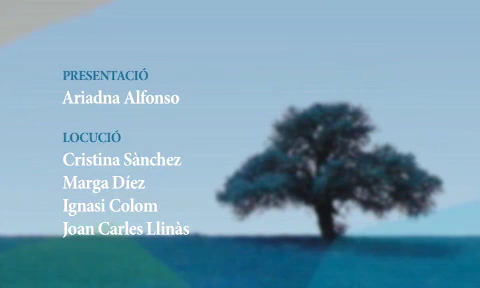 PRESENTACIÓ
Ariadna Alfonso
LOCUCIÓ
Cristina Sànchez
Marga Díez
Ignasi Colom
Joan Carles Llinàs